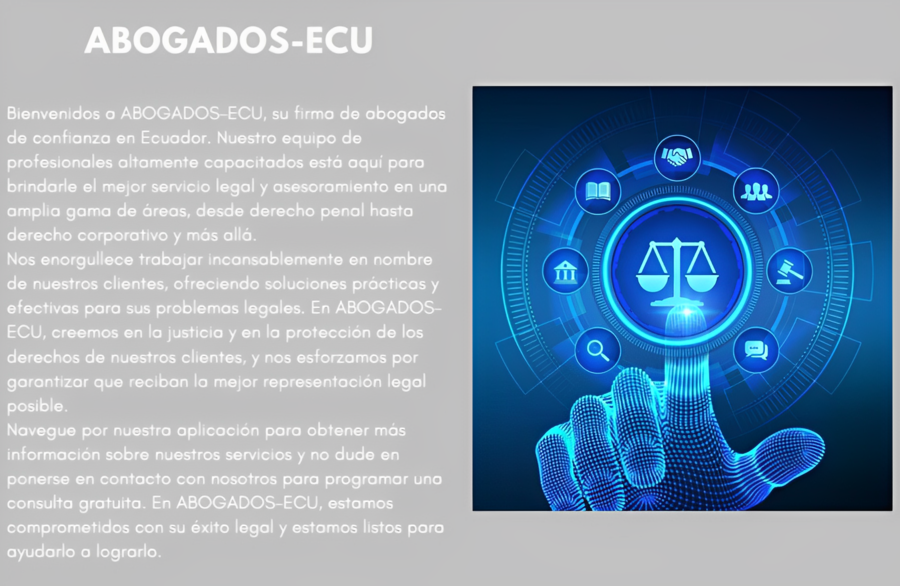 ABOGADOS-ECU
Bienvenidos a ABOGADOS-ECU, su firma de abogados
de confianza en Ecuador. Nuestro equipo de
profesionales altamente capacitados está aquí para
brindarle el mejor servicio legal y asesoramiento en una
amplia gama de áreas, desde derecho penal hasta
derecho corporativo y más allá.
Nos enorgullece trabajar incansablemente en nombre
de nuestros clientes, ofreciendo soluciones prácticas y
efectivas para sus problemas legales. En ABOGADOS-
ECU, creemos en la justicia y en la protección de los
derechos de nuestros clientes, y nos esforzamos por
garantizar que reciban la mejor representación legal
posible.
Navegue por nuestra aplicación para obtener más
información sobre nuestros servicios y no dude en
ponerse en contacto con nosotros para programar una
consulta gratuita. En ABOGADOS-ECU, estamos
comprometidos con su éxito legal y estamos listos para
ayudarlo a lograrlo.